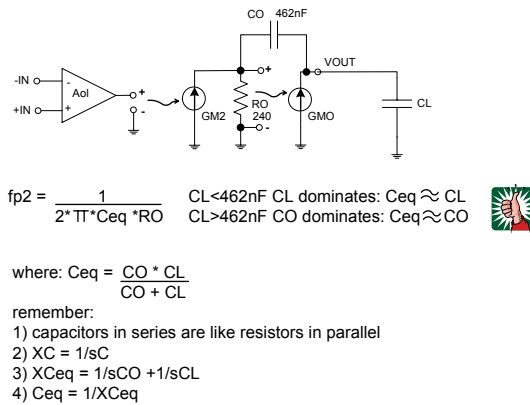 CO 462nF
VOUT
-IN
- Aol
+
+
+
+IN
+
-
GM2
RO
240
-
GMO
CL
fp2 = 1
2* TT*Ceq *RO
CL<462nF CL dominates: Ceq ≈ CL
CL>462nF CO dominates: Ceq≈CO
where: Ceq = CO * CL
CO + CL
remember:
1) capacitors in series are like resistors in parallel
2) XC = 1/sC
3) XCeq = 1/sCO +1/sCL
4) Ceq = 1/XCeq